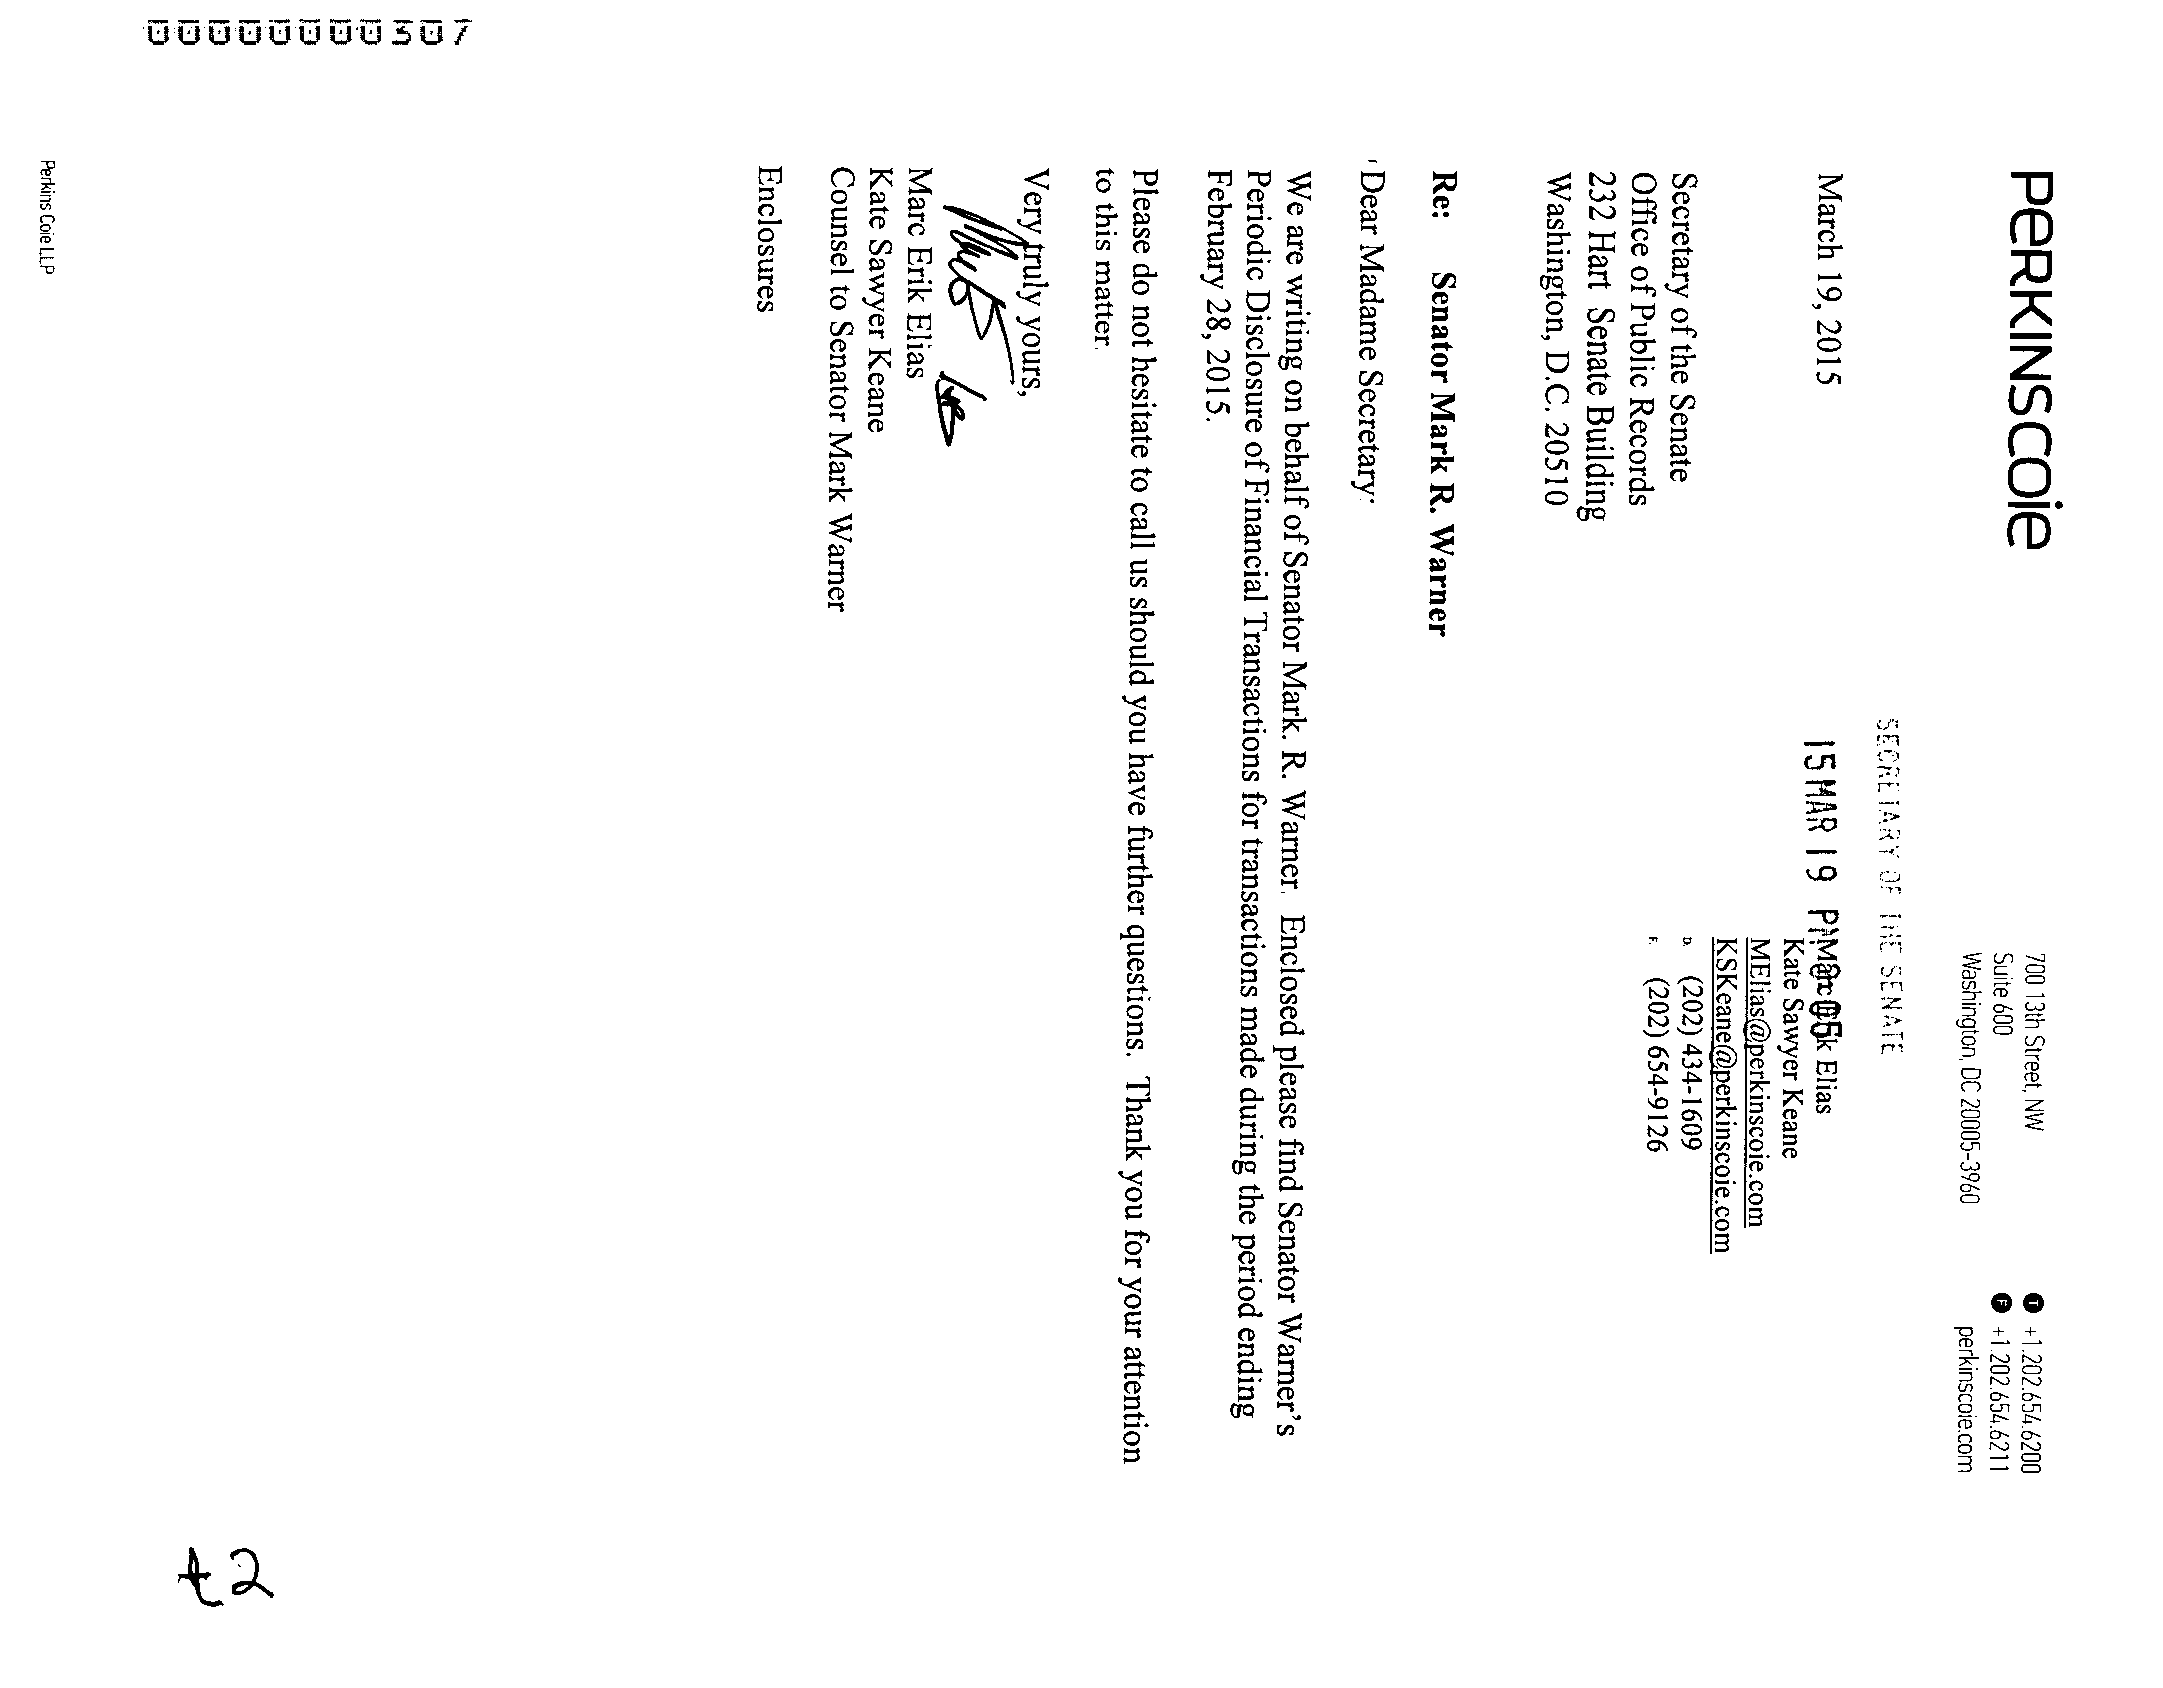 PERKINSCOIE
700 13th Street, NW
Suite 600
Washington, DC 20005-3960
T +1.202.654.6200
F +1.202.654.6211
perkinscoie.com
SECRETARY OF THE SENATE
15 MAR 19 PM
March 19, 2015
Elias
Kate Sawyer Keane
MElias@perkinscoie.com
KSKeane@perkinscoie.com
D. (202) 434-1609
F. (202) 654-9126
Secretary of the Senate
Office of Public Records
232 Hart Senate Building
Washington, D.C. 20510
Re: Senator Mark R. Warner
Dear Madame Secretary:
We are writing on behalf of Senator Mark. R. Warner. Enclosed please find Senator Warner's
Periodic Disclosure of Financial Transactions for transactions made during the period ending
February 28, 2015.
Please do not hesitate to call us should you have further questions. Thank you for your attention
to this matter.
Very truly yours,
Marc Erik Elias
Kate Sawyer Keane
Counsel to Senator Mark Warner
Enclosures
Perkins Coie LLP
00000000307